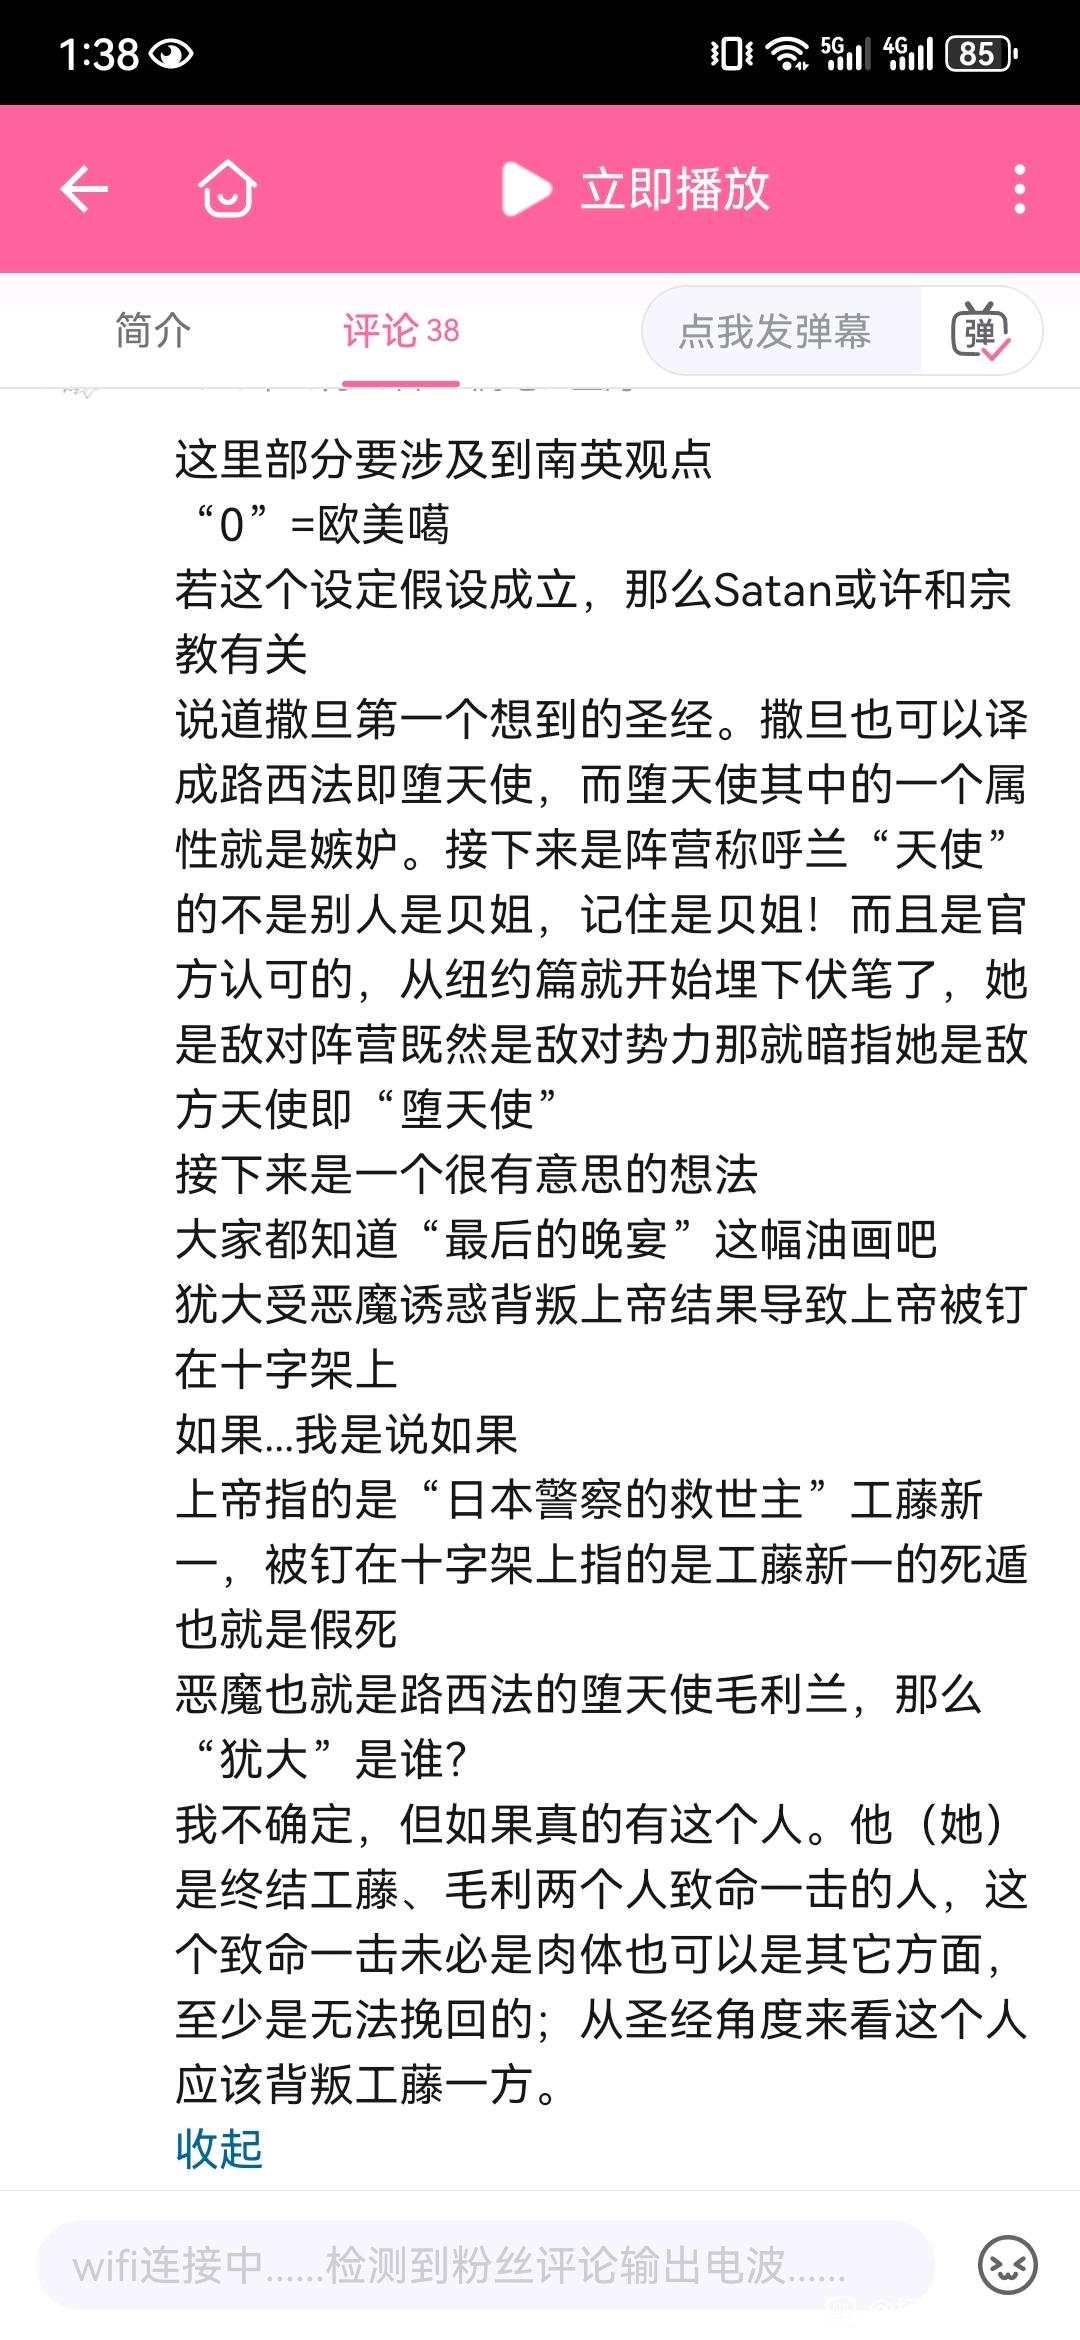 1:38
5G
4G
85
立即播放
简介
评论 38
点我发弹幕
弹
这里部分要涉及到南英观点
“0”=欧美噶
若这个设定假设成立，那么Satan或许和宗
教有关
说道撒旦第一个想到的圣经。撒旦也可以译
成路西法即堕天使，而堕天使其中的一个属
性就是嫉妒。接下来是阵营称呼兰“天使”
的不是别人是贝姐，记住是贝姐！而且是官
方认可的，从纽约篇就开始埋下伏笔了，她
是敌对阵营既然是敌对势力那就暗指她是敌
方天使即“堕天使”
接下来是一个很有意思的想法
大家都知道“最后的晚宴”这幅油画吧
犹大受恶魔诱惑背叛上帝结果导致上帝被钉
在十字架上
如果...我是说如果
上帝指的是“日本警察的救世主”工藤新
一，被钉在十字架上指的是工藤新一的死遁
也就是假死
恶魔也就是路西法的堕天使毛利兰，那么
“犹大”是谁？
我不确定，但如果真的有这个人。他（她）
是终结工藤、毛利两个人致命一击的人，这
个致命一击未必是肉体也可以是其它方面，
至少是无法挽回的；从圣经角度来看这个人
应该背叛工藤一方。
收起
wifi连接中......检测到粉丝评论输出电波......